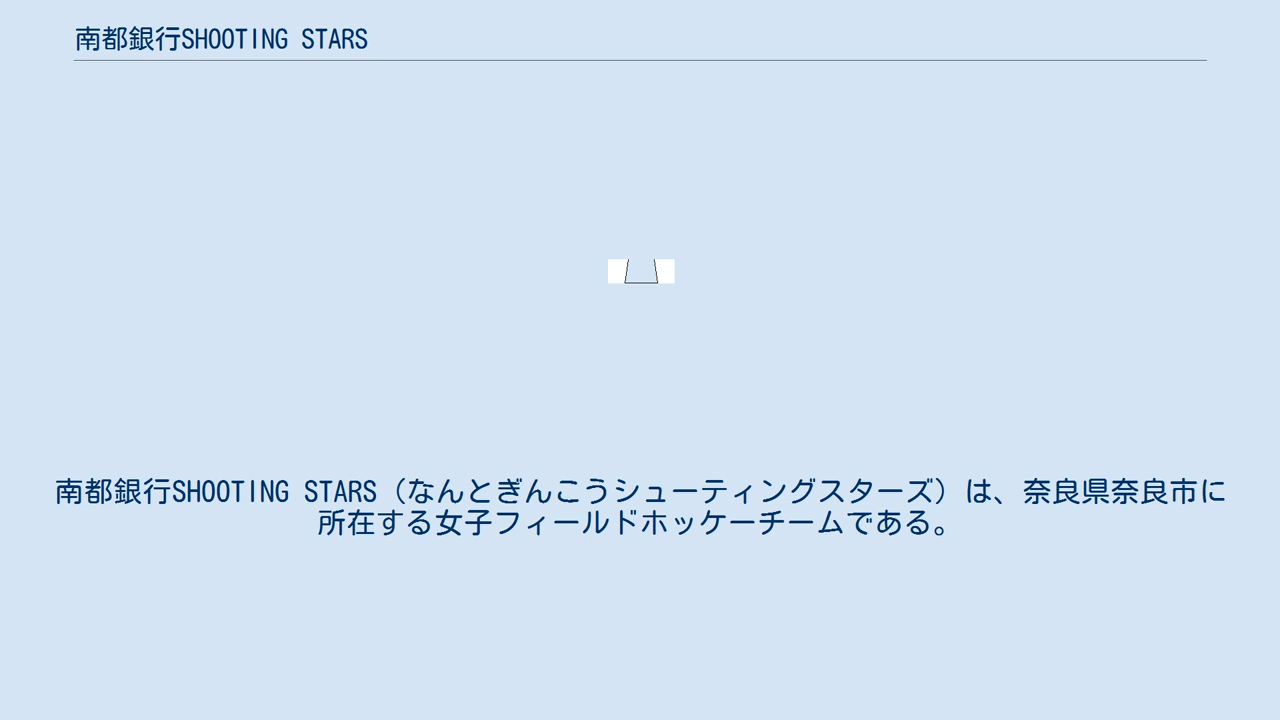 南都銀行SHOOTING STARS
南都銀行SHOOTING STARS（なんとぎんこうシューティングスターズ）は、奈良県奈良市に
所在する女子フィールドホッケーチームである。